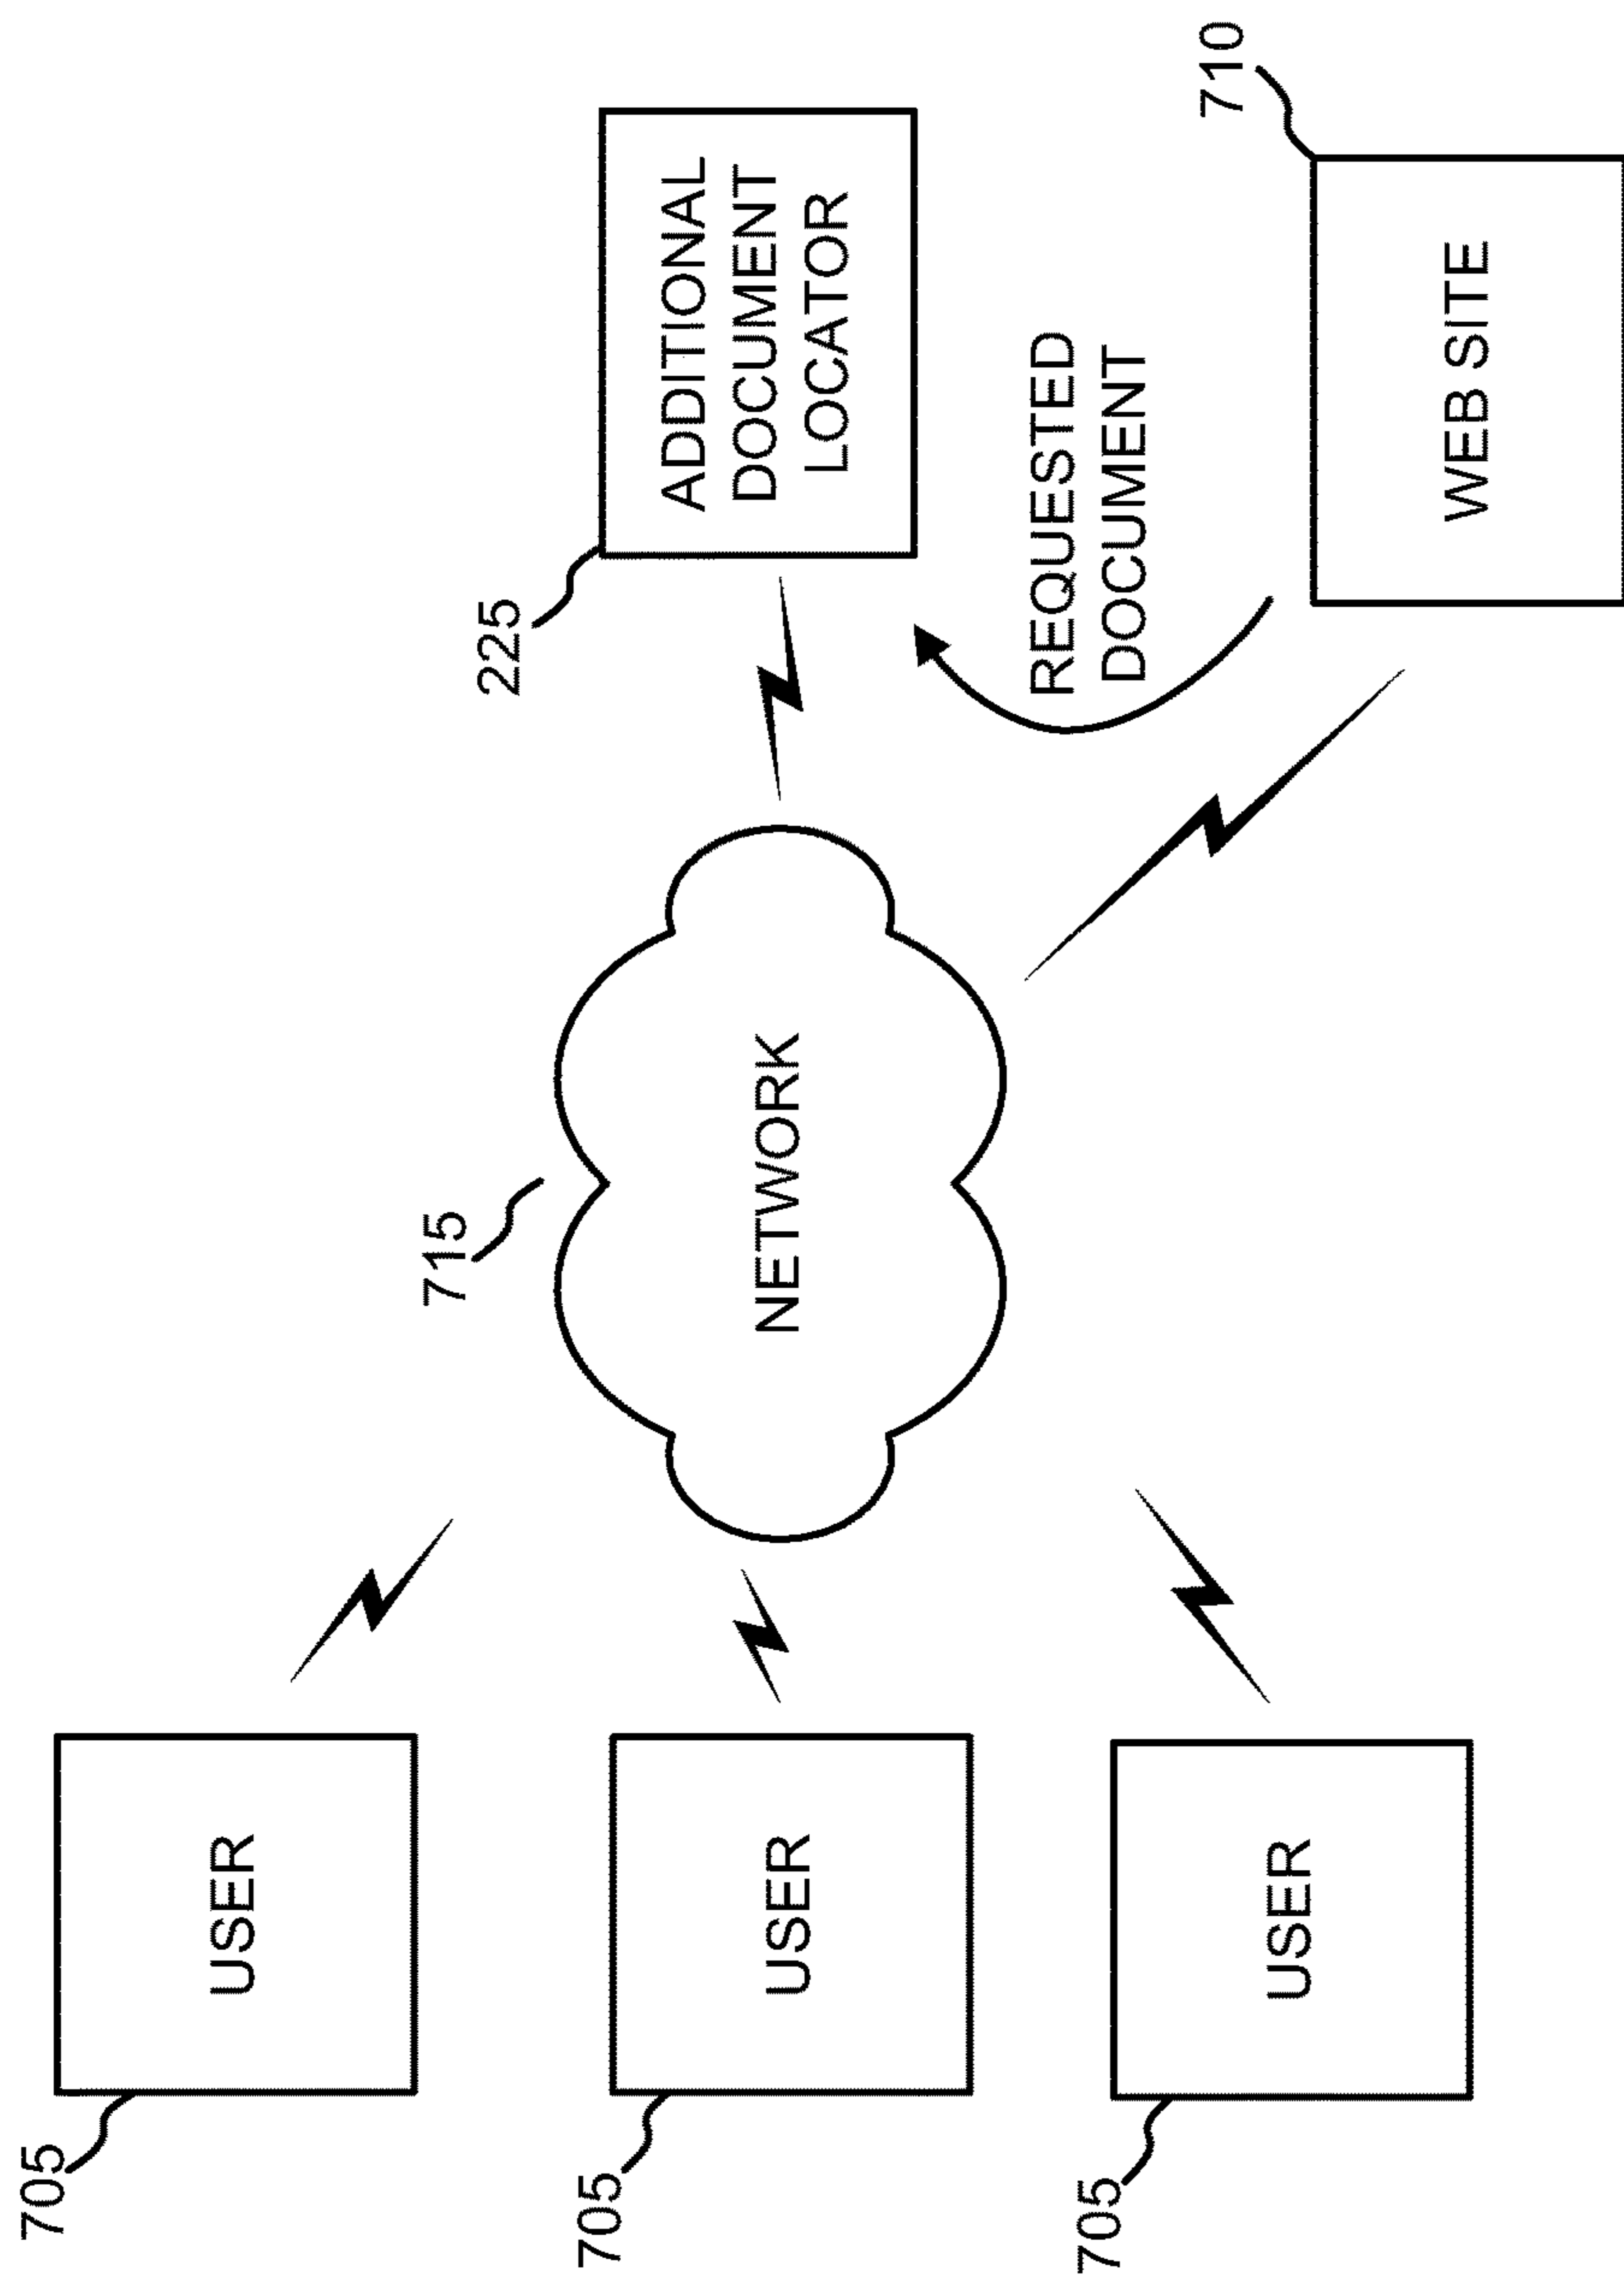 705
USER
705
USER
705
USER
715
NETWORK
225
ADDITIONAL
DOCUMENT
LOCATOR
REQUESTED
DOCUMENT
710
WEB SITE